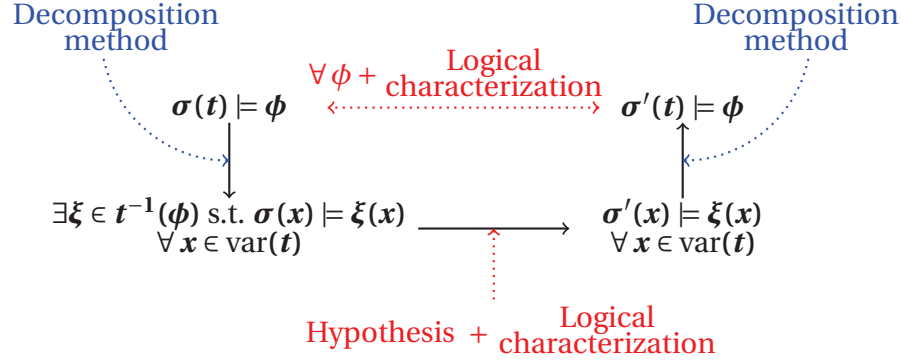 Decomposition
method
Decomposition
method
∀ϕ + Logical
characterization
σ(t) |= ϕ
σ′(t) |= ϕ
∃ξ ∈ t⁻¹(ϕ) s.t. σ(x) |= ξ(x)
∀ x ∈ var(t)
σ′(x) |= ξ(x)
∀ x ∈ var(t)
Hypothesis + Logical
characterization